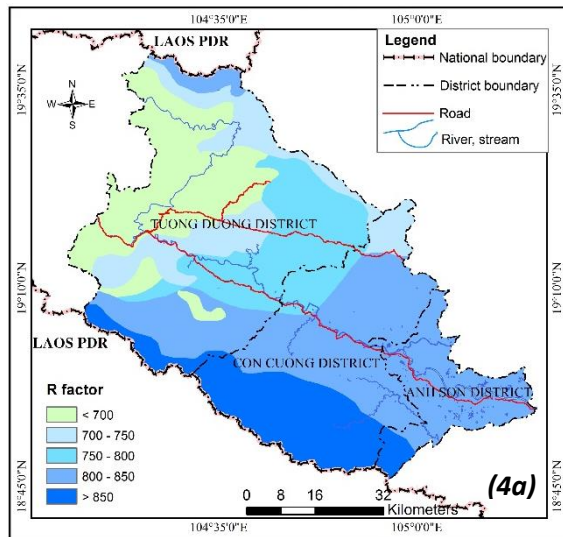 104°35'0"E
105°0'0"E
LAOS PDR
Legend
National boundary
District boundary
Road
River, stream
N
W E
S
19°35'0"N
19°35'0"N
TUONG DUONG DISTRICT
19°10'0"N
19°10'0"N
LAOS PDR
CON CUONG DISTRICT
ANH SON DISTRICT
R factor
< 700
700 - 750
750 - 800
800 - 850
> 850
18°45'0"N
18°45'0"N
(4a)
0 8 16 32
Kilometers
104°35'0"E
105°0'0"E